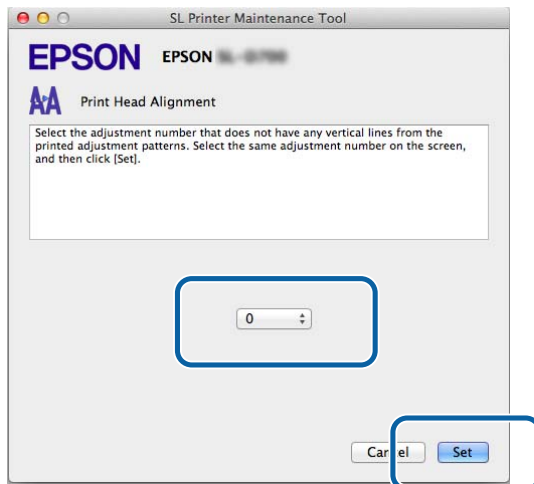 SL Printer Maintenance Tool
EPSON EPSON
Print Head Alignment
Select the adjustment number that does not have any vertical lines from the
printed adjustment patterns. Select the same adjustment number on the screen,
and then click [Set].
0
Cancel Set